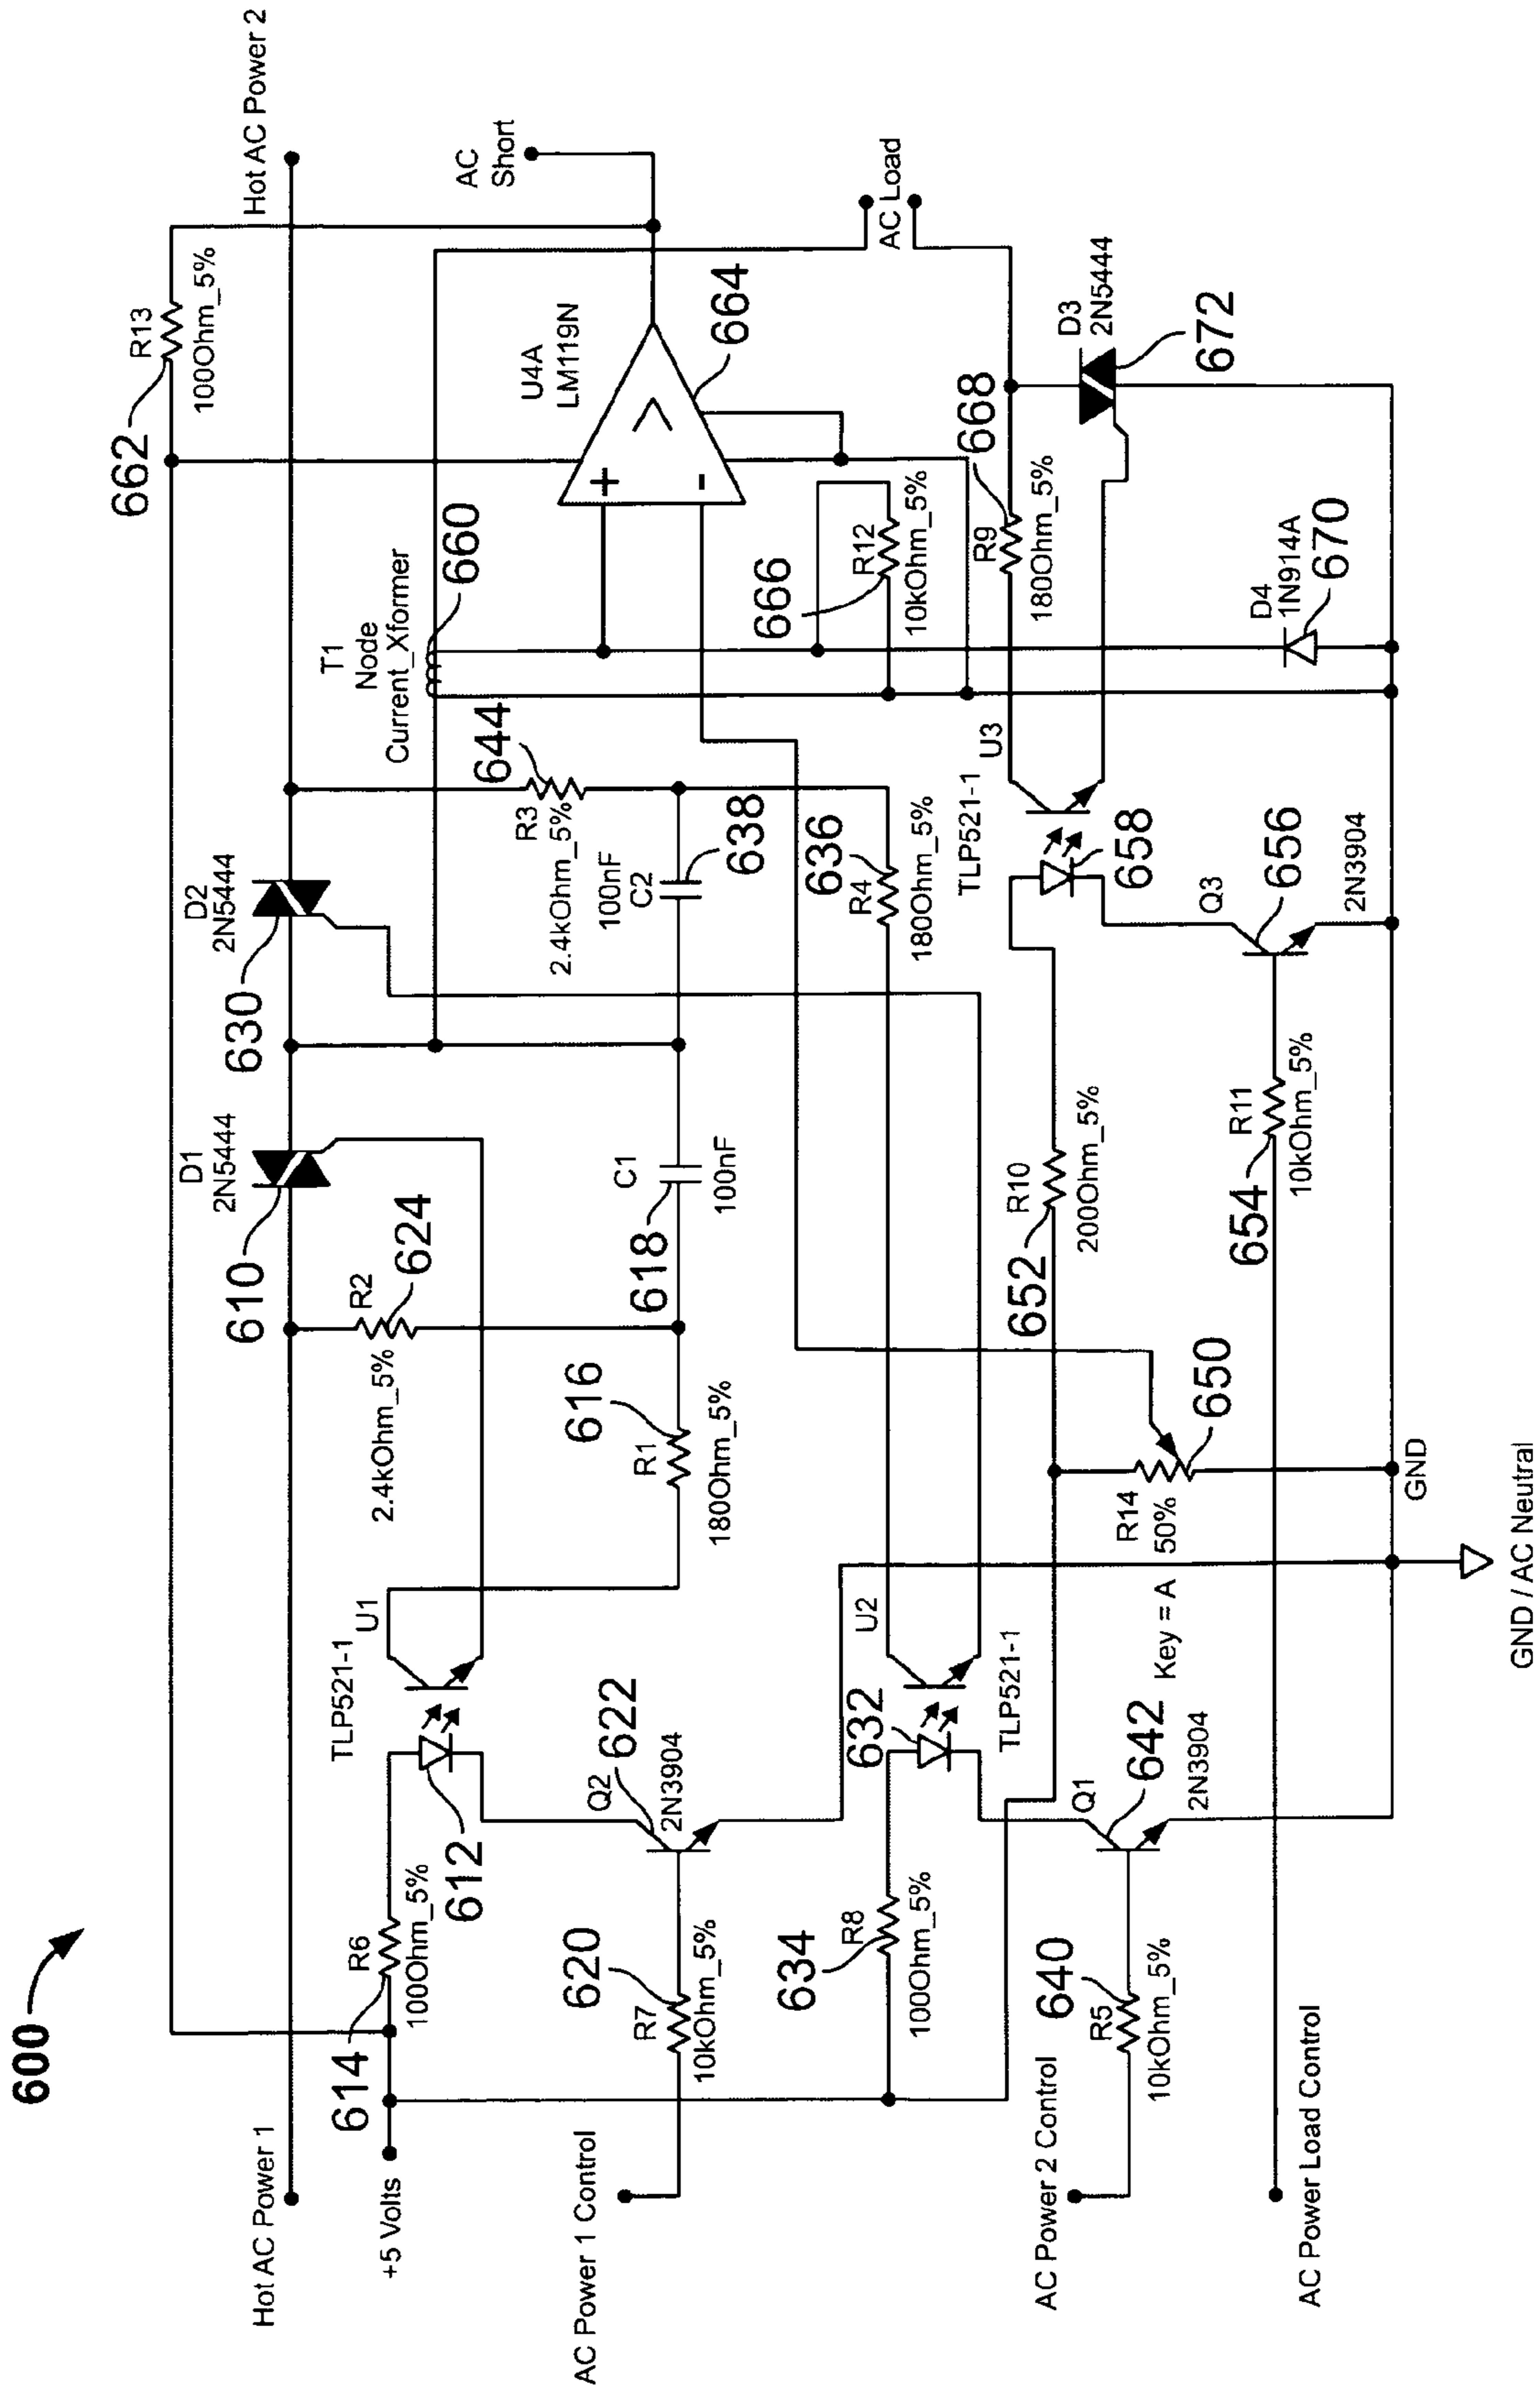 600
Hot AC Power 1
+5 Volts
AC Power 1 Control
AC Power 2 Control
AC Power Load Control
614
R6
100Ohm_5%
612
TLP521-1
U1
620
R7
10kOhm_5%
Q2
622
2N3904
634
R8
100Ohm_5%
632
U2
TLP521-1
640
R5
10kOhm_5%
Q1
642
2N3904
Key = A
R14
50%
650
GND
GND / AC Neutral
610
D1
2N5444
R2
624
2.4kOhm_5%
616
R1
180Ohm_5%
618
C1
100nF
652
R10
200Ohm_5%
654
R11
10kOhm_5%
630
D2
2N5444
R3
644
2.4kOhm_5%
100nF
C2
638
636
R4
180Ohm_5%
TLP521-1
U3
658
Q3
656
2N3904
T1
Node
Current_Xformer
660
662
R13
100Ohm_5%
U4A
LM119N
664
+
-
666
R12
10kOhm_5%
668
R9
180Ohm_5%
D4
1N914A
670
D3
2N5444
672
Hot AC Power 2
AC
Short
AC Load